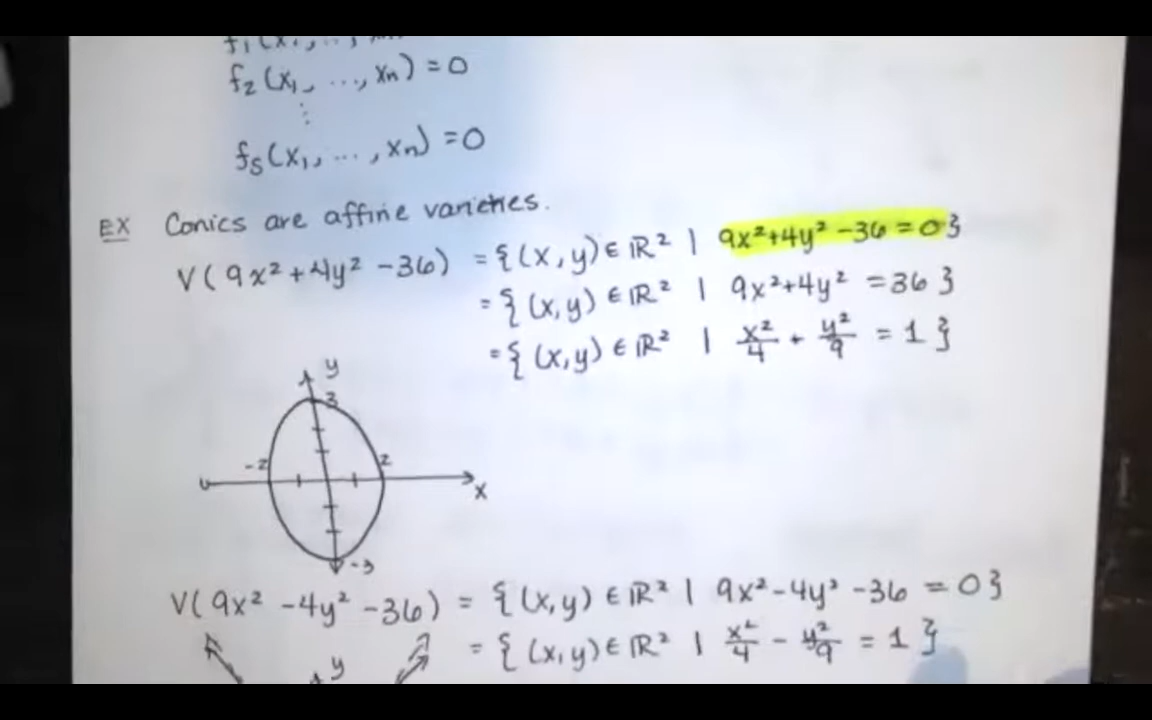 f₂(x₁, ..., xₙ) = 0
⋮
fₛ(x₁, ..., xₙ) = 0
EX Conics are affine varieties.
V(9x² + 4y² - 36) = {(x, y) ∈ ℝ² | 9x²+4y² - 36 = 0}
= {(x, y) ∈ ℝ² | 9x²+4y² = 36}
= {(x, y) ∈ ℝ² | x²/4 + y²/9 = 1}
y
3
-2 2
x
-3
V(9x² - 4y² - 36) = {(x, y) ∈ ℝ² | 9x² - 4y² - 36 = 0}
= {(x, y) ∈ ℝ² | x²/4 - y²/9 = 1}
y